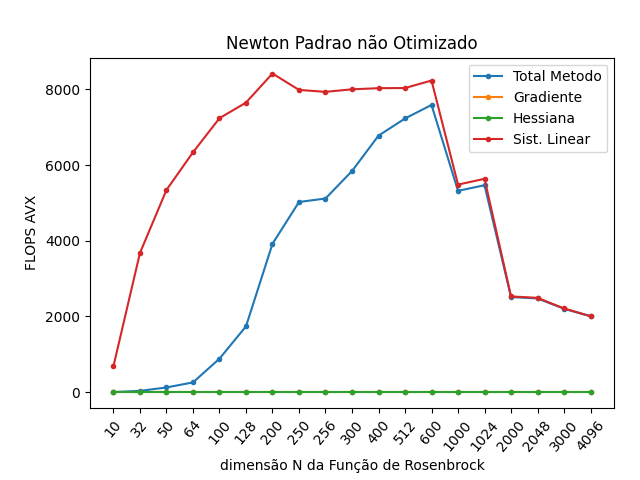 Newton Padrao não Otimizado
Total Metodo
Gradiente
Hessiana
Sist. Linear
FLOPS AVX
8000
6000
4000
2000
0
10 32 50 64 100 128 200 250 256 300 400 512 600 1000 1024 2000 2048 3000 4096
dimensão N da Função de Rosenbrock